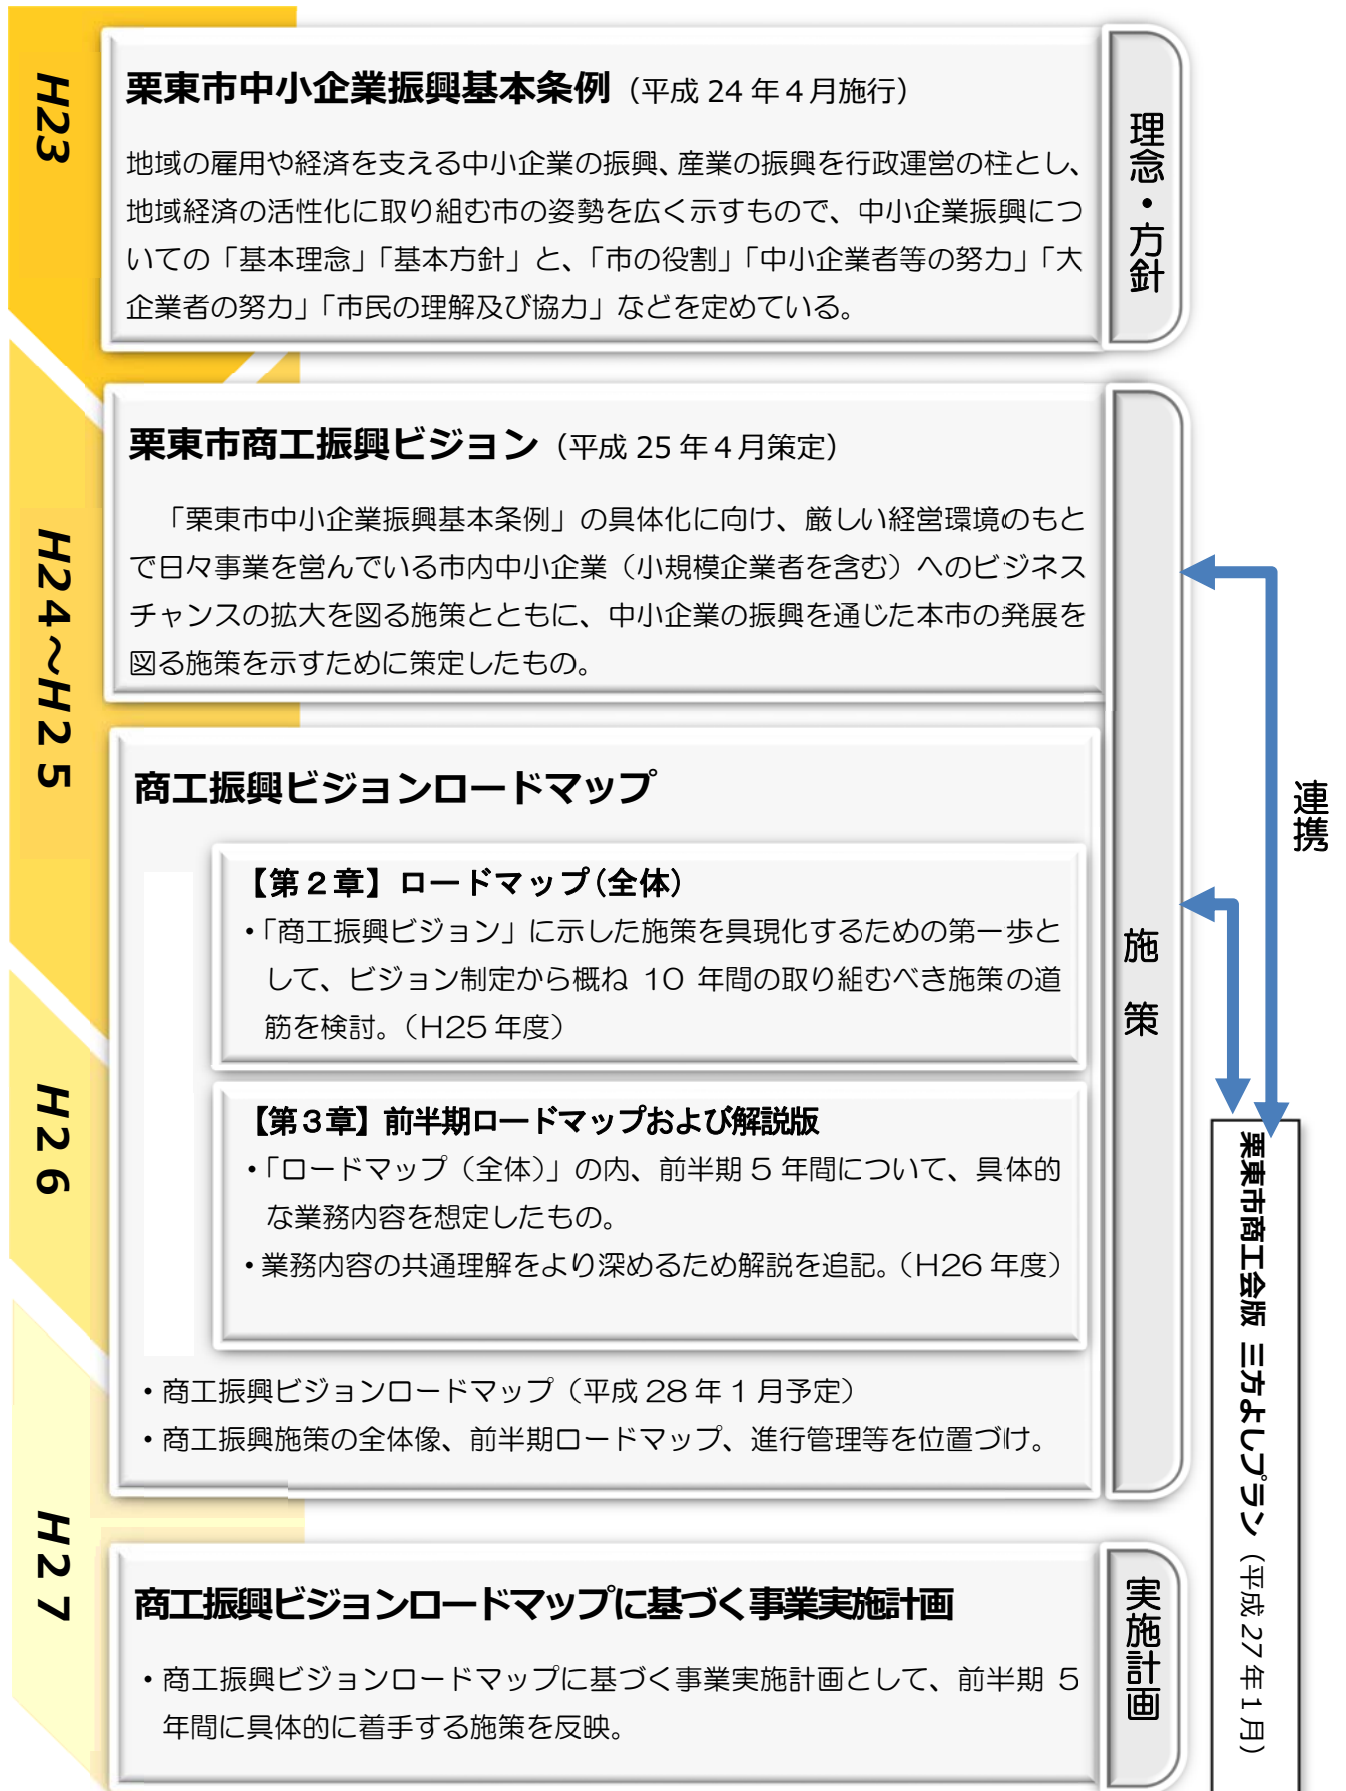 H23
栗東市中小企業振興基本条例（平成 24 年４月施行）
地域の雇用や経済を支える中小企業の振興、産業の振興を行政運営の柱とし、
地域経済の活性化に取り組む市の姿勢を広く示すもので、中小企業振興につ
いての「基本理念」「基本方針」と、「市の役割」「中小企業者等の努力」「大
企業者の努力」「市民の理解及び協力」などを定めている。
理念・方針
H24～H25
栗東市商工振興ビジョン（平成 25 年４月策定）
「栗東市中小企業振興基本条例」の具体化に向け、厳しい経営環境のもと
で日々事業を営んでいる市内中小企業（小規模企業者を含む）へのビジネス
チャンスの拡大を図る施策とともに、中小企業の振興を通じた本市の発展を
図る施策を示すために策定したもの。
商工振興ビジョンロードマップ
【第２章】ロードマップ（全体）
・「商工振興ビジョン」に示した施策を具現化するための第一歩と
して、ビジョン制定から概ね 10 年間の取り組むべき施策の道
筋を検討。（H25 年度）
H26
【第３章】前半期ロードマップおよび解説版
・「ロードマップ（全体）」の内、前半期 5 年間について、具体的
な業務内容を想定したもの。
・業務内容の共通理解をより深めるため解説を追記。（H26 年度）
・商工振興ビジョンロードマップ（平成 28 年 1 月予定）
・商工振興施策の全体像、前半期ロードマップ、進行管理等を位置づけ。
施策
連携
栗東市商工会版 三方よしプラン（平成 27 年 1 月）
H27
商工振興ビジョンロードマップに基づく事業実施計画
・商工振興ビジョンロードマップに基づく事業実施計画として、前半期 5
年間に具体的に着手する施策を反映。
実施計画